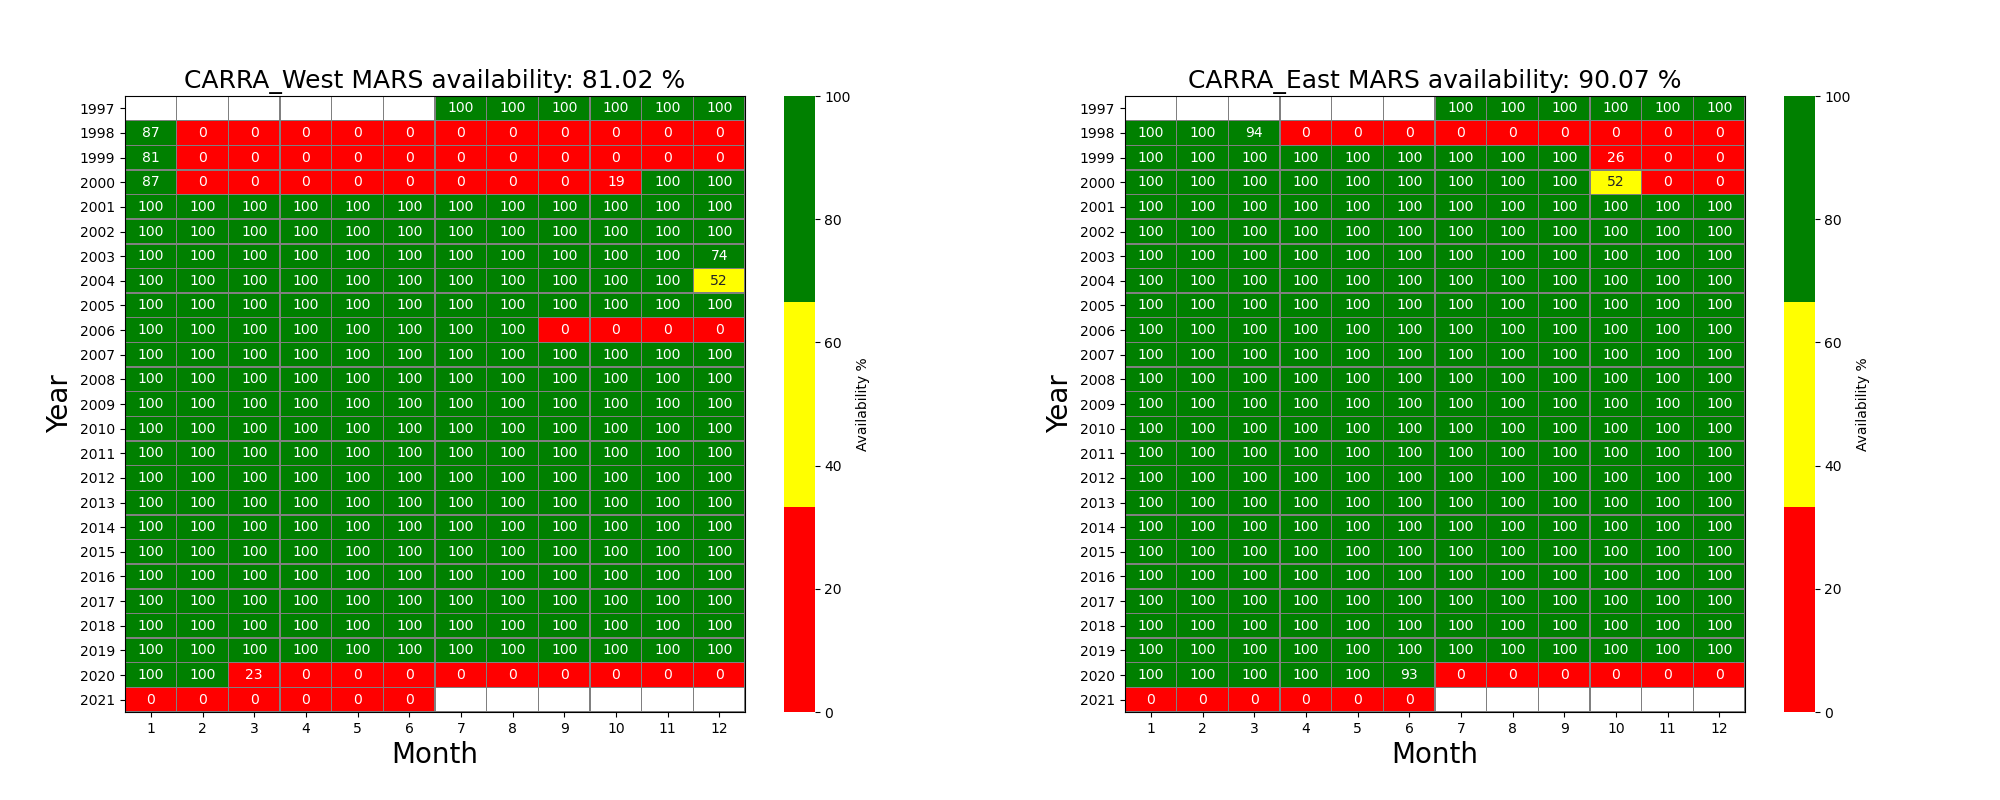 CARRA_West MARS availability: 81.02 %
1997 100 100 100 100 100 100
1998 87 0 0 0 0 0 0 0 0 0 0 0
1999 81 0 0 0 0 0 0 0 0 0 0 0
2000 87 0 0 0 0 0 0 0 0 19 100 100
2001 100 100 100 100 100 100 100 100 100 100 100 100
2002 100 100 100 100 100 100 100 100 100 100 100 100
2003 100 100 100 100 100 100 100 100 100 100 100 74
2004 100 100 100 100 100 100 100 100 100 100 100 52
2005 100 100 100 100 100 100 100 100 100 100 100 100
2006 100 100 100 100 100 100 100 100 0 0 0 0
2007 100 100 100 100 100 100 100 100 100 100 100 100
2008 100 100 100 100 100 100 100 100 100 100 100 100
2009 100 100 100 100 100 100 100 100 100 100 100 100
2010 100 100 100 100 100 100 100 100 100 100 100 100
2011 100 100 100 100 100 100 100 100 100 100 100 100
2012 100 100 100 100 100 100 100 100 100 100 100 100
2013 100 100 100 100 100 100 100 100 100 100 100 100
2014 100 100 100 100 100 100 100 100 100 100 100 100
2015 100 100 100 100 100 100 100 100 100 100 100 100
2016 100 100 100 100 100 100 100 100 100 100 100 100
2017 100 100 100 100 100 100 100 100 100 100 100 100
2018 100 100 100 100 100 100 100 100 100 100 100 100
2019 100 100 100 100 100 100 100 100 100 100 100 100
2020 100 100 23 0 0 0 0 0 0 0 0 0
2021 0 0 0 0 0 0
1 2 3 4 5 6 7 8 9 10 11 12
Month
Year
100
80
60
40
20
0
Availability %
CARRA_East MARS availability: 90.07 %
1997 100 100 100 100 100 100
1998 100 100 94 0 0 0 0 0 0 0 0 0
1999 100 100 100 100 100 100 100 100 100 26 0 0
2000 100 100 100 100 100 100 100 100 100 52 0 0
2001 100 100 100 100 100 100 100 100 100 100 100 100
2002 100 100 100 100 100 100 100 100 100 100 100 100
2003 100 100 100 100 100 100 100 100 100 100 100 100
2004 100 100 100 100 100 100 100 100 100 100 100 100
2005 100 100 100 100 100 100 100 100 100 100 100 100
2006 100 100 100 100 100 100 100 100 100 100 100 100
2007 100 100 100 100 100 100 100 100 100 100 100 100
2008 100 100 100 100 100 100 100 100 100 100 100 100
2009 100 100 100 100 100 100 100 100 100 100 100 100
2010 100 100 100 100 100 100 100 100 100 100 100 100
2011 100 100 100 100 100 100 100 100 100 100 100 100
2012 100 100 100 100 100 100 100 100 100 100 100 100
2013 100 100 100 100 100 100 100 100 100 100 100 100
2014 100 100 100 100 100 100 100 100 100 100 100 100
2015 100 100 100 100 100 100 100 100 100 100 100 100
2016 100 100 100 100 100 100 100 100 100 100 100 100
2017 100 100 100 100 100 100 100 100 100 100 100 100
2018 100 100 100 100 100 100 100 100 100 100 100 100
2019 100 100 100 100 100 100 100 100 100 100 100 100
2020 100 100 100 100 100 93 0 0 0 0 0 0
2021 0 0 0 0 0 0
1 2 3 4 5 6 7 8 9 10 11 12
Month
Year
100
80
60
40
20
0
Availability %